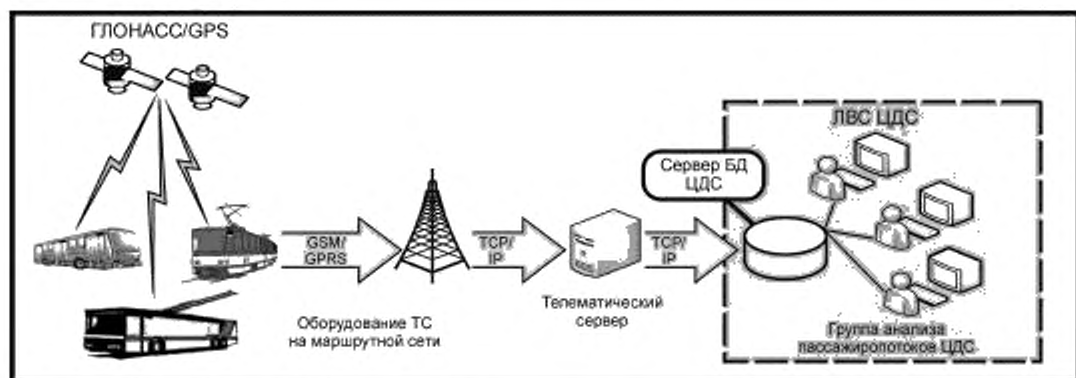 ГЛОНАСС/GPS
ЛВС ЦДС
Сервер БД
ЦДС
GSM/
GPRS
TCP/
IP
TCP/
IP
Телематический
сервер
Оборудование ТС
на маршрутной сети
Группа анализа
пассажиропотоков ЦДС